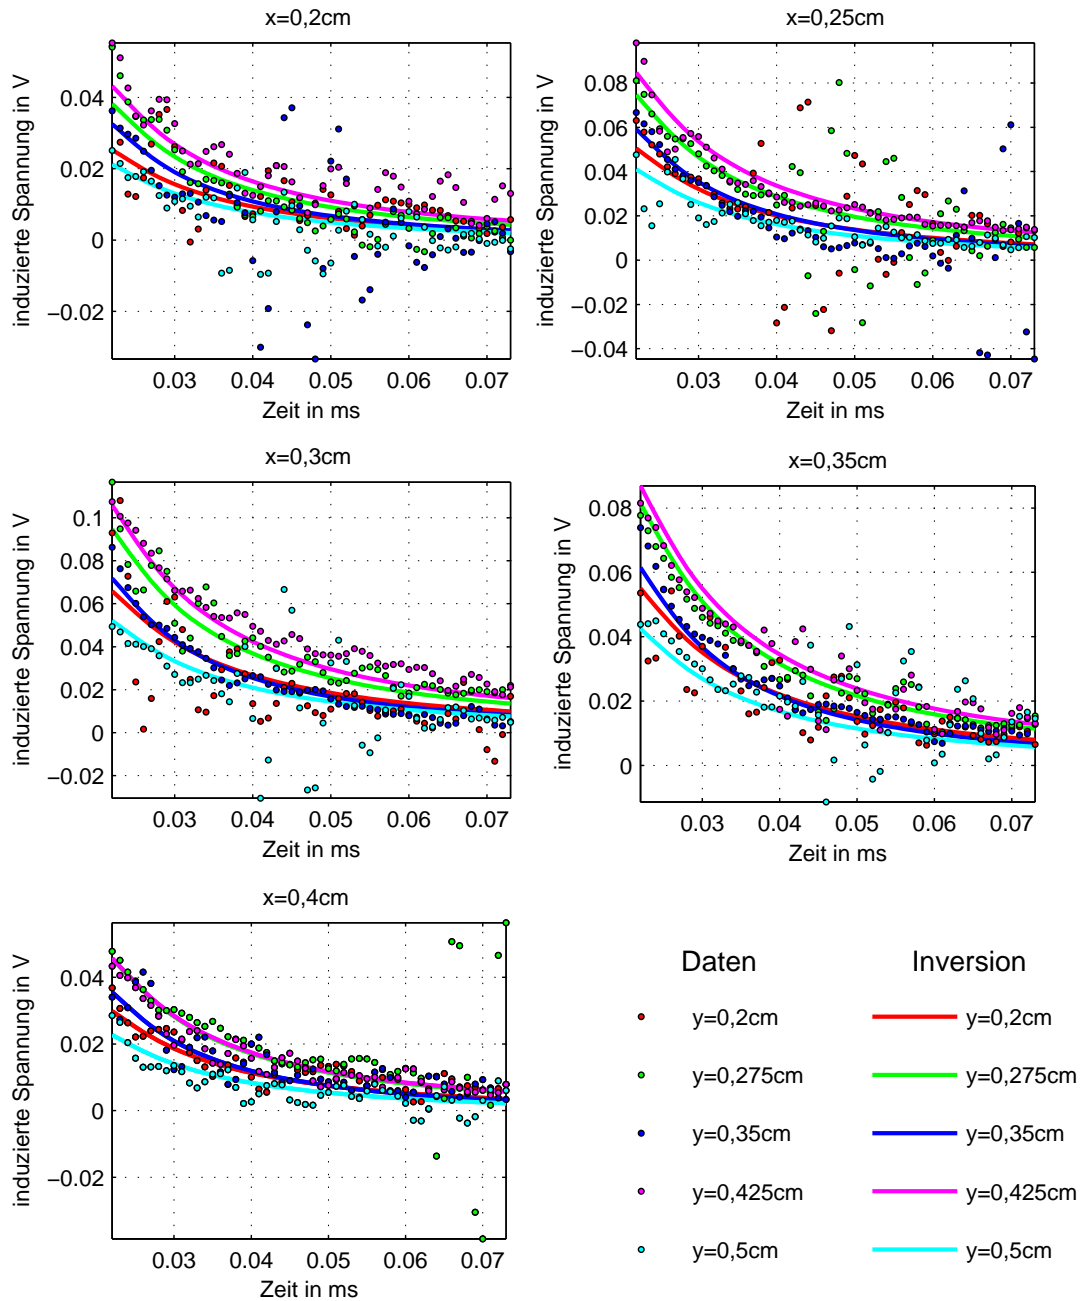 x=0,2cm
induzierte Spannung in V
0.04
0.02
0
−0.02
0.03 0.04 0.05 0.06 0.07
Zeit in ms
x=0,25cm
induzierte Spannung in V
0.08
0.06
0.04
0.02
0
−0.02
−0.04
0.03 0.04 0.05 0.06 0.07
Zeit in ms
x=0,3cm
induzierte Spannung in V
0.1
0.08
0.06
0.04
0.02
0
−0.02
0.03 0.04 0.05 0.06 0.07
Zeit in ms
x=0,35cm
induzierte Spannung in V
0.08
0.06
0.04
0.02
0
0.03 0.04 0.05 0.06 0.07
Zeit in ms
x=0,4cm
induzierte Spannung in V
0.04
0.02
0
−0.02
0.03 0.04 0.05 0.06 0.07
Zeit in ms
Daten Inversion
y=0,2cm y=0,2cm
y=0,275cm y=0,275cm
y=0,35cm y=0,35cm
y=0,425cm y=0,425cm
y=0,5cm y=0,5cm